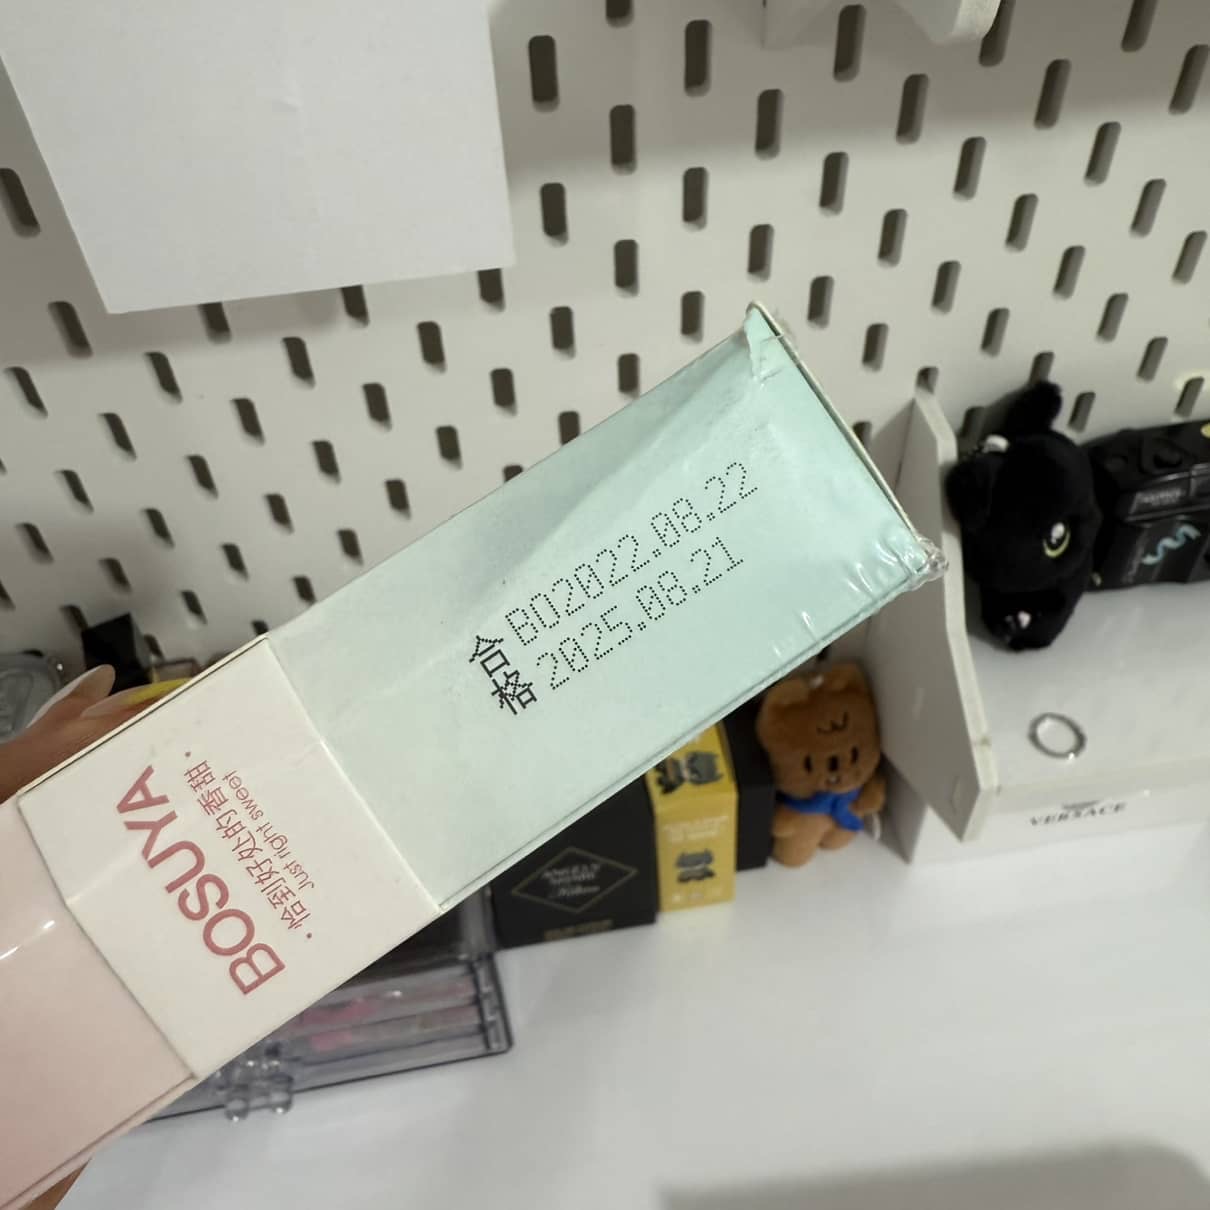 合格
BO2022.08.22
2025.08.21
BOSUYA
·恰到好处的香甜·
Just right sweet
VERSACE